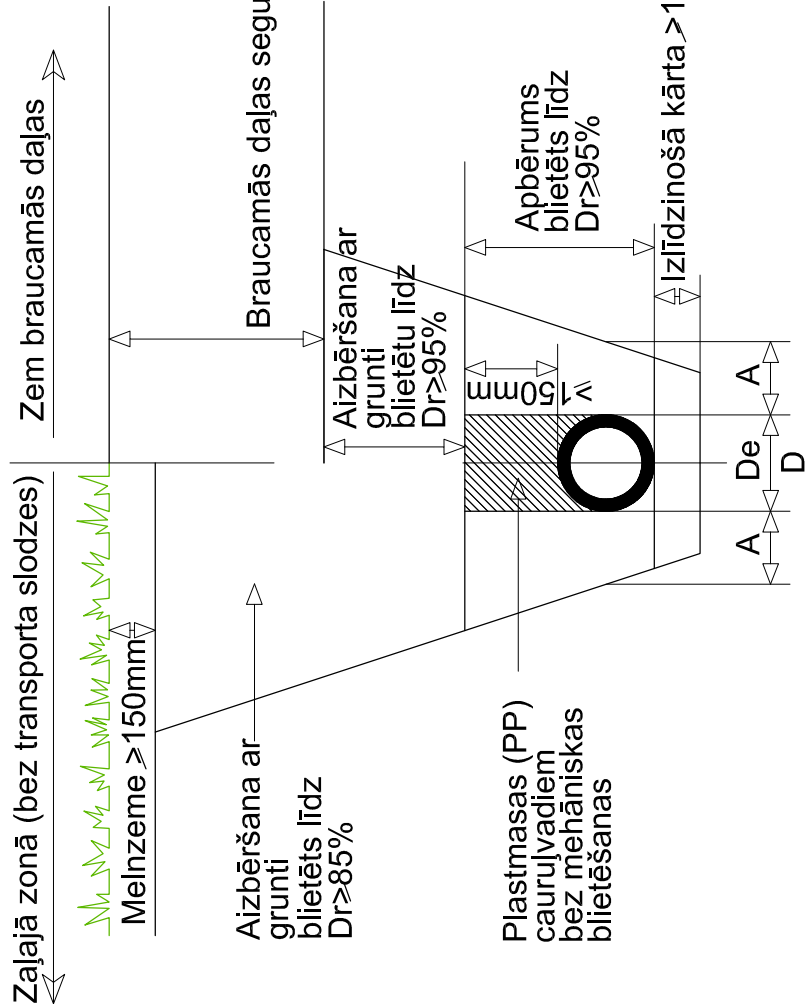 Zaļajā zonā (bez transporta slodzes)
Zem braucamās daļas
Melnzeme ≥150mm
Braucamās daļas segu
Aizbēršana ar
grunti
blietēts līdz
Dr≥85%
Aizbēršana ar
grunti
blietētu līdz
Dr≥95%
Apbērums
blietēts līdz
Dr≥95%
≥150mm
Izlīdzinošā kārta ≥1
Plastmasas (PP)
cauruļvadiem
bez mehāniskas
blietēšanas
A
De
A
D